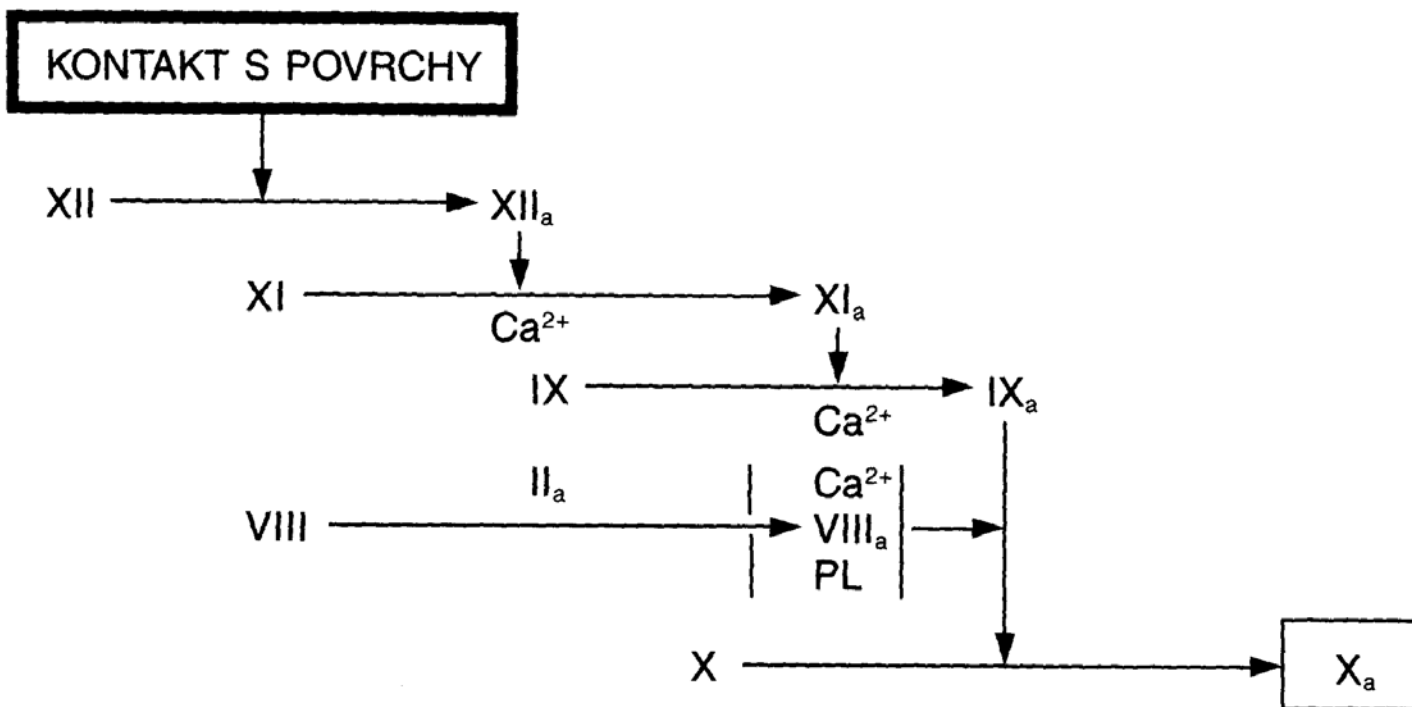 KONTAKT S POVRCHY
XII XIIₐ
XI XIₐ
Ca²⁺
IX IXₐ
Ca²⁺
IIₐ Ca²⁺
VIII VIIIₐ
PL
X Xₐ